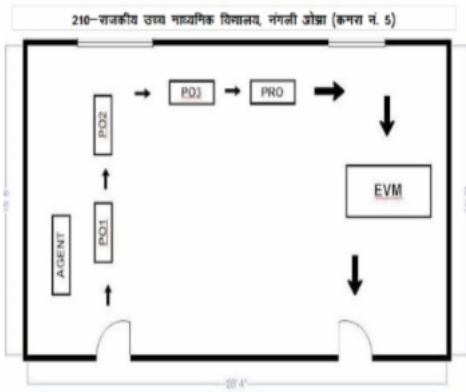 210-राजकीय उच्च माध्यमिक विद्यालय, नंगली ओझा (कमरा नं. 5)
PO3
PRO
PO2
EVM
PO1
AGENT